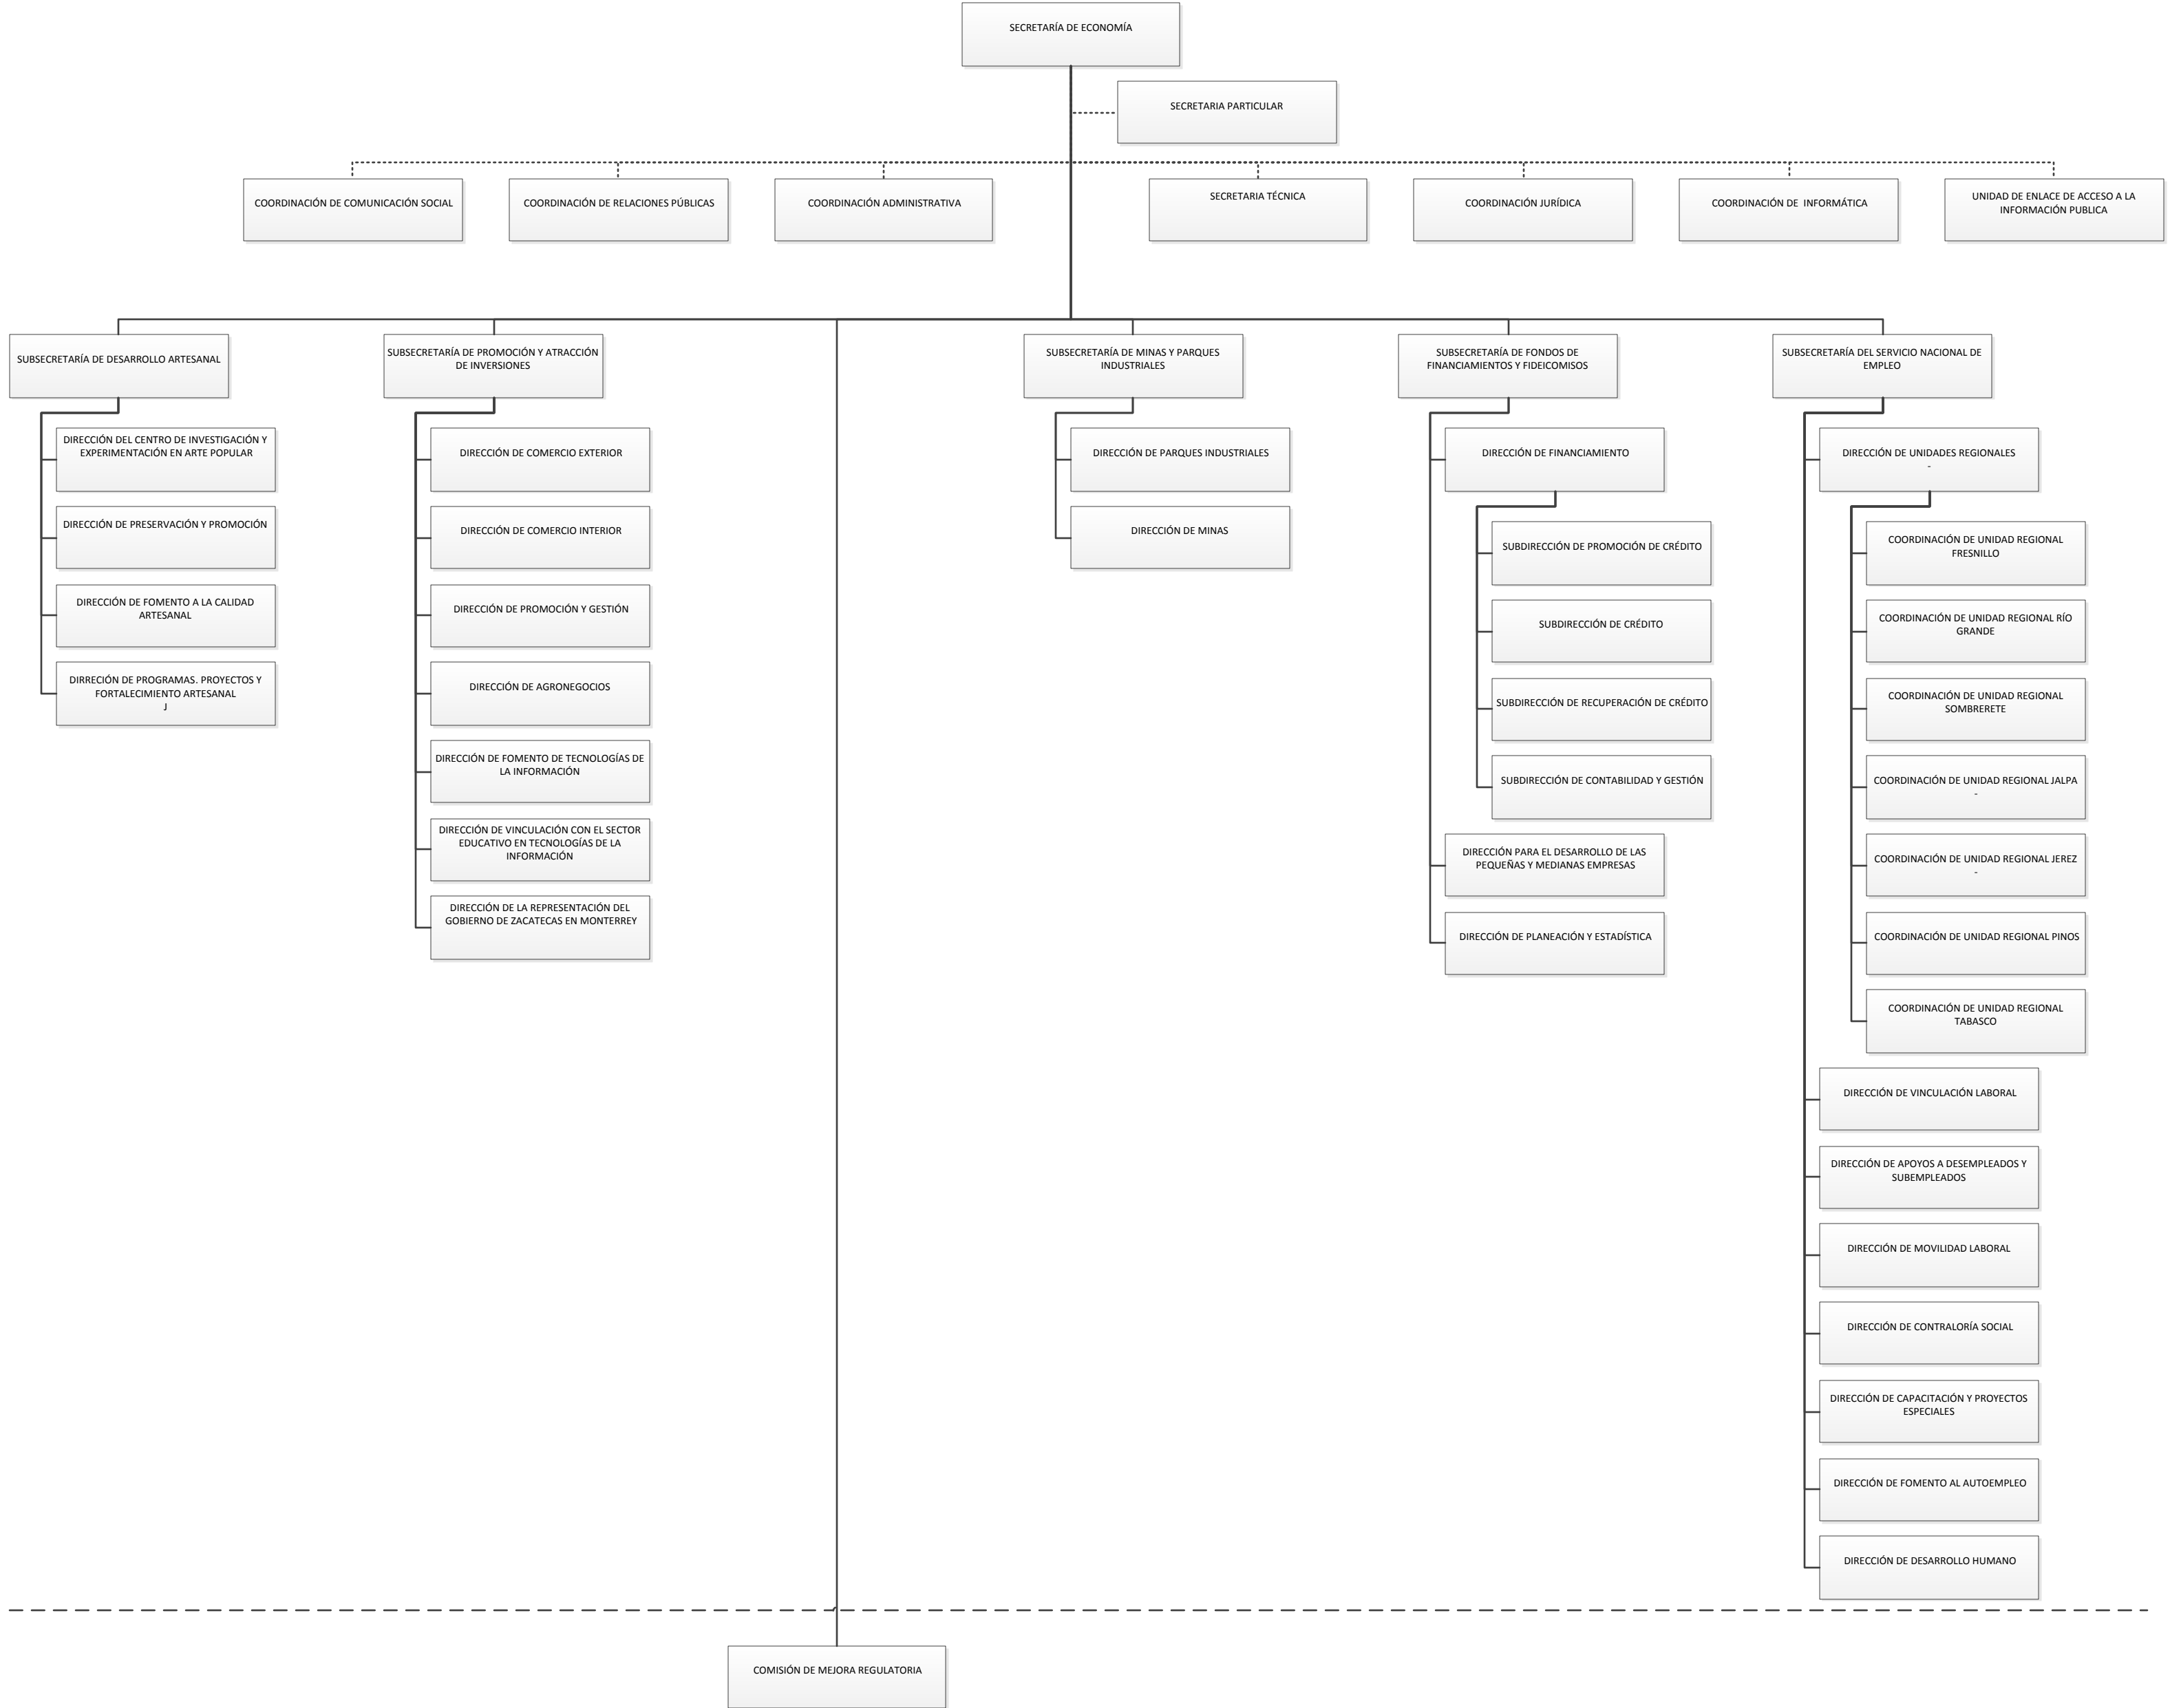 SECRETARÍA DE ECONOMÍA
SECRETARIA PARTICULAR
COORDINACIÓN DE COMUNICACIÓN SOCIAL
COORDINACIÓN DE RELACIONES PÚBLICAS
COORDINACIÓN ADMINISTRATIVA
SECRETARIA TÉCNICA
COORDINACIÓN JURÍDICA
COORDINACIÓN DE  INFORMÁTICA
UNIDAD DE ENLACE DE ACCESO A LA
INFORMACIÓN PUBLICA
SUBSECRETARÍA DE DESARROLLO ARTESANAL
DIRECCIÓN DEL CENTRO DE INVESTIGACIÓN Y
EXPERIMENTACIÓN EN ARTE POPULAR
DIRECCIÓN DE PRESERVACIÓN Y PROMOCIÓN
DIRECCIÓN DE FOMENTO A LA CALIDAD
ARTESANAL
DIRRECIÓN DE PROGRAMAS. PROYECTOS Y
FORTALECIMIENTO ARTESANAL
J
SUBSECRETARÍA DE PROMOCIÓN Y ATRACCIÓN
DE INVERSIONES
DIRECCIÓN DE COMERCIO EXTERIOR
DIRECCIÓN DE COMERCIO INTERIOR
DIRECCIÓN DE PROMOCIÓN Y GESTIÓN
DIRECCIÓN DE AGRONEGOCIOS
DIRECCIÓN DE FOMENTO DE TECNOLOGÍAS DE
LA INFORMACIÓN
DIRECCIÓN DE VINCULACIÓN CON EL SECTOR
EDUCATIVO EN TECNOLOGÍAS DE LA
INFORMACIÓN
DIRECCIÓN DE LA REPRESENTACIÓN DEL
GOBIERNO DE ZACATECAS EN MONTERREY
SUBSECRETARÍA DE MINAS Y PARQUES
INDUSTRIALES
DIRECCIÓN DE PARQUES INDUSTRIALES
DIRECCIÓN DE MINAS
SUBSECRETARÍA DE FONDOS DE
FINANCIAMIENTOS Y FIDEICOMISOS
DIRECCIÓN DE FINANCIAMIENTO
SUBDIRECCIÓN DE PROMOCIÓN DE CRÉDITO
SUBDIRECCIÓN DE CRÉDITO
SUBDIRECCIÓN DE RECUPERACIÓN DE CRÉDITO
SUBDIRECCIÓN DE CONTABILIDAD Y GESTIÓN
DIRECCIÓN PARA EL DESARROLLO DE LAS
PEQUEÑAS Y MEDIANAS EMPRESAS
DIRECCIÓN DE PLANEACIÓN Y ESTADÍSTICA
SUBSECRETARÍA DEL SERVICIO NACIONAL DE
EMPLEO
DIRECCIÓN DE UNIDADES REGIONALES
-
COORDINACIÓN DE UNIDAD REGIONAL
FRESNILLO
COORDINACIÓN DE UNIDAD REGIONAL RÍO
GRANDE
COORDINACIÓN DE UNIDAD REGIONAL
SOMBRERETE
COORDINACIÓN DE UNIDAD REGIONAL JALPA
-
COORDINACIÓN DE UNIDAD REGIONAL JEREZ
-
COORDINACIÓN DE UNIDAD REGIONAL PINOS
COORDINACIÓN DE UNIDAD REGIONAL
TABASCO
DIRECCIÓN DE VINCULACIÓN LABORAL
DIRECCIÓN DE APOYOS A DESEMPLEADOS Y
SUBEMPLEADOS
DIRECCIÓN DE MOVILIDAD LABORAL
DIRECCIÓN DE CONTRALORÍA SOCIAL
DIRECCIÓN DE CAPACITACIÓN Y PROYECTOS
ESPECIALES
DIRECCIÓN DE FOMENTO AL AUTOEMPLEO
DIRECCIÓN DE DESARROLLO HUMANO
COMISIÓN DE MEJORA REGULATORIA